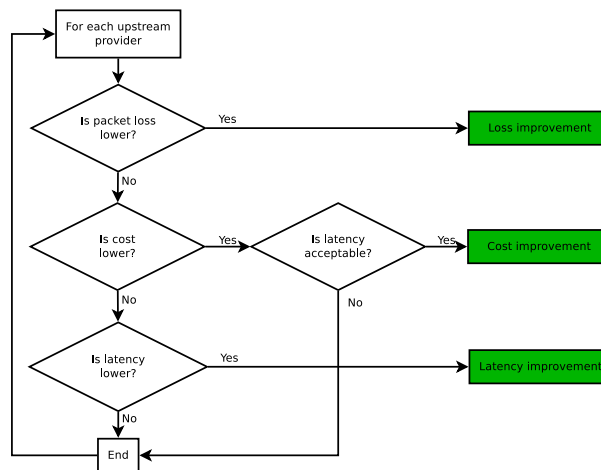 For each upstream
provider
Is packet loss
lower?
Yes
Loss improvement
No
Is cost
lower?
Yes
Is latency
acceptable?
Yes
Cost improvement
No
No
Is latency
lower?
Yes
Latency improvement
No
End